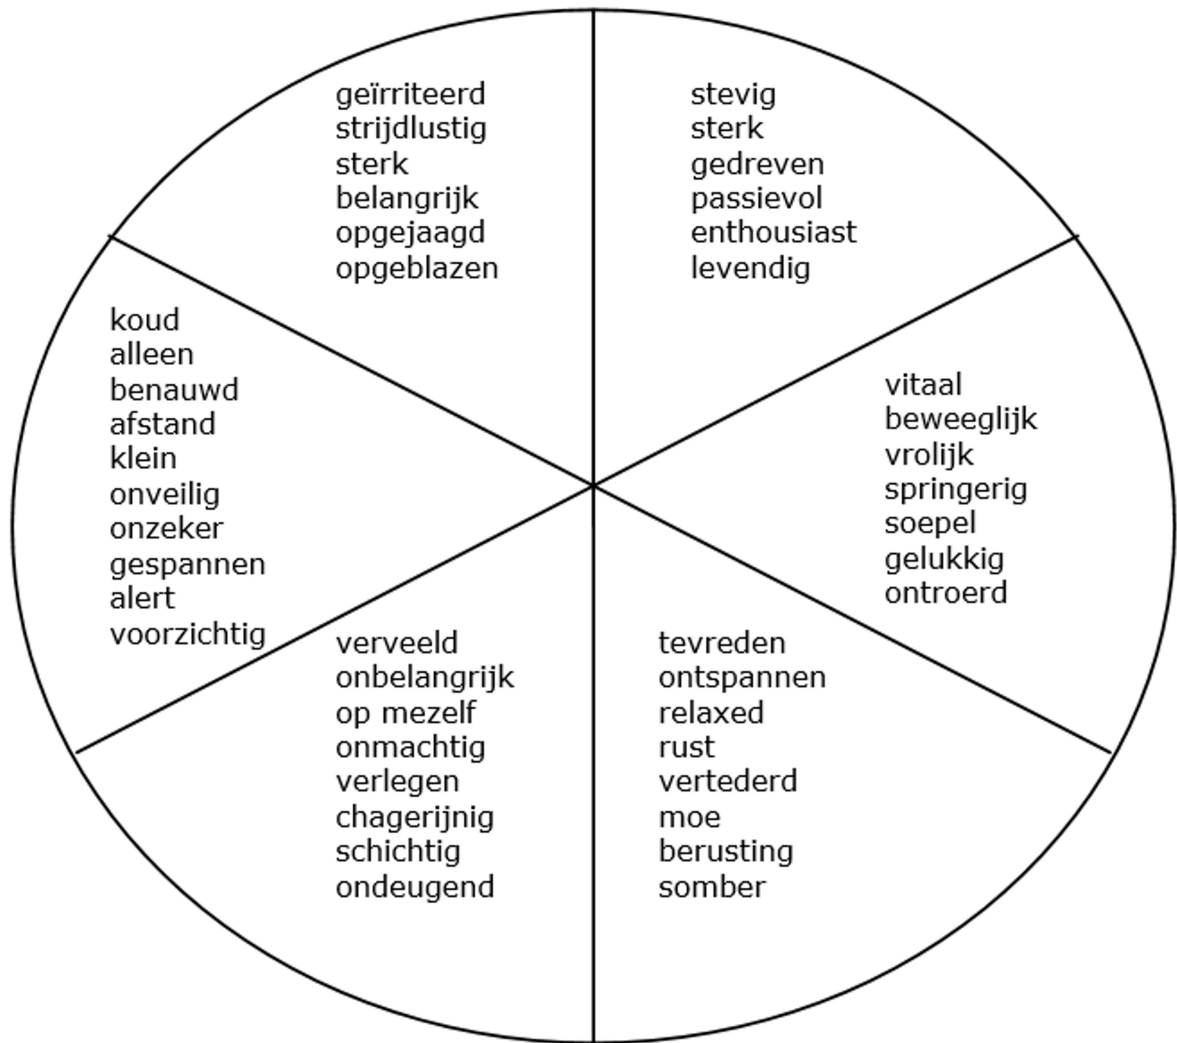 geïrriteerd
strijdlustig
sterk
belangrijk
opgejaagd
opgeblazen
stevig
sterk
gedreven
passievol
enthousiast
levendig
koud
alleen
benauwd
afstand
klein
onveilig
onzeker
gespannen
alert
voorzichtig
vitaal
beweeglijk
vrolijk
springerig
soepel
gelukkig
ontroerd
verveeld
onbelangrijk
op mezelf
onmachtig
verlegen
chagerijnig
schichtig
ondeugend
tevreden
ontspannen
relaxed
rust
vertederd
moe
berusting
somber